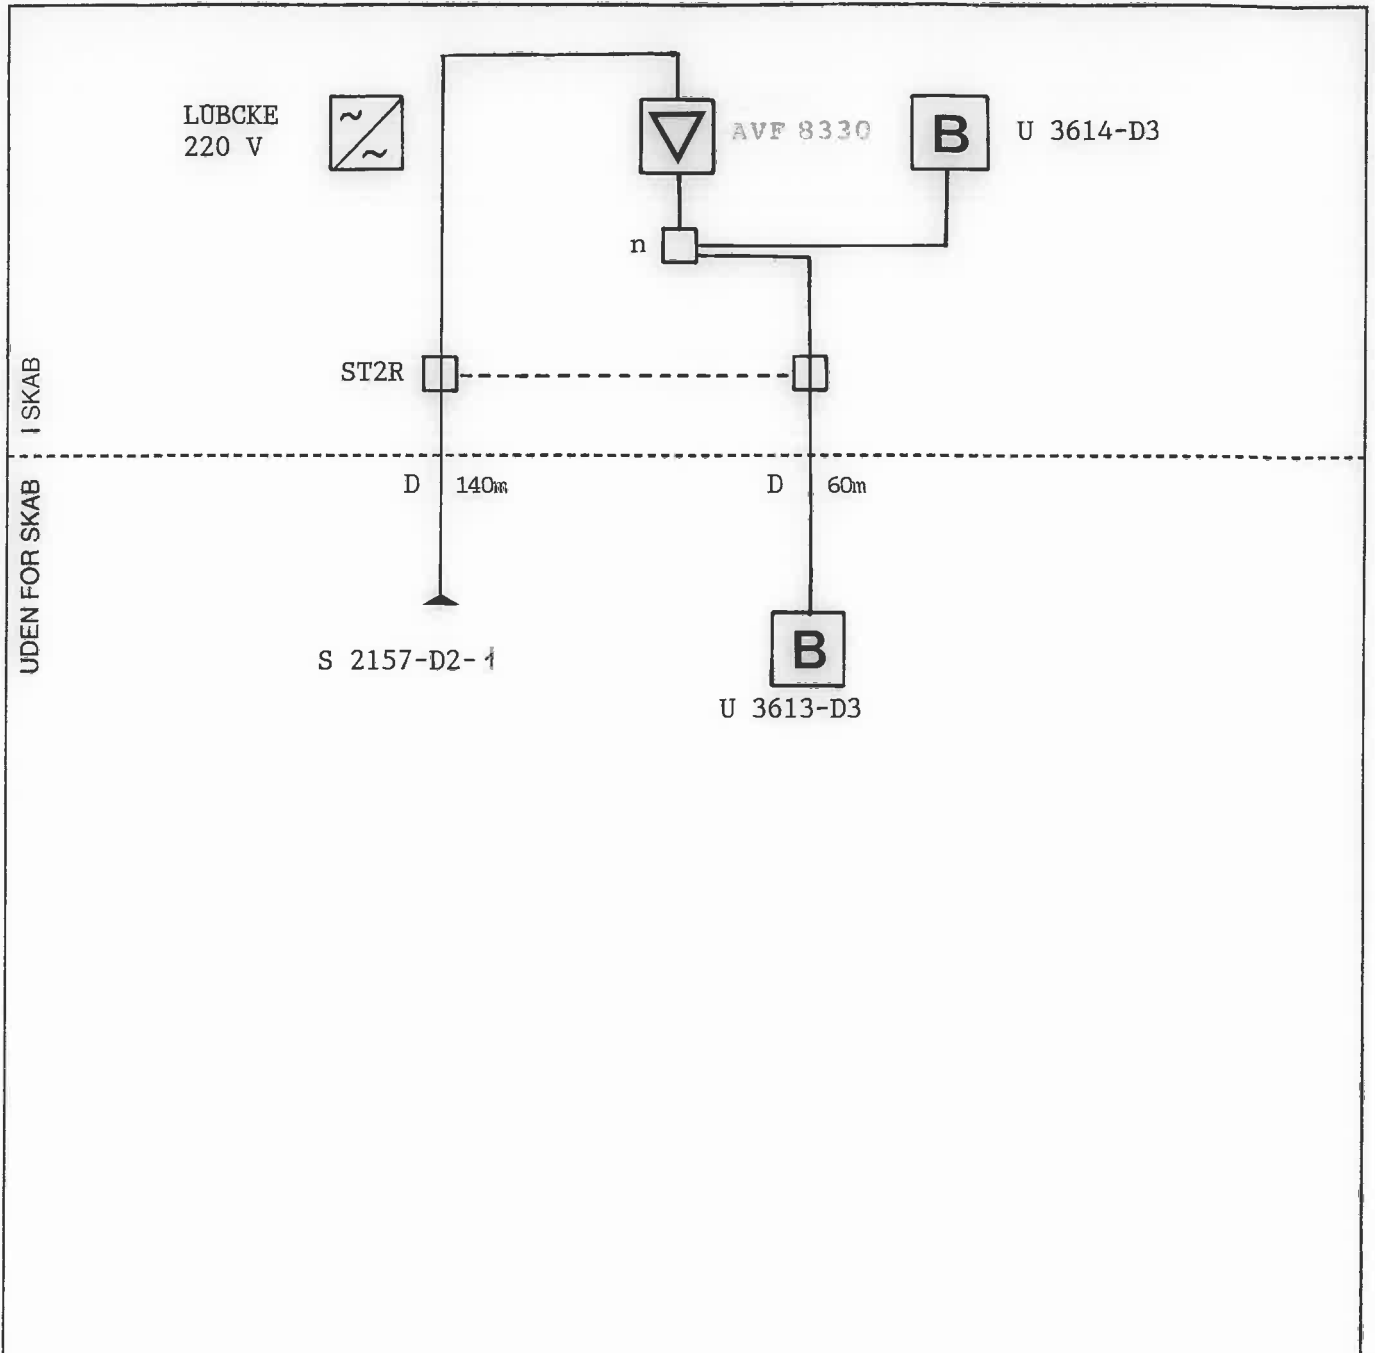 LÜBCKE
220 V
AVF 8330
B
U 3614-D3
n
ST2R
I SKAB
UDEN FOR SKAB
D 140m
D 60m
S 2157-D2-1
B
U 3613-D3